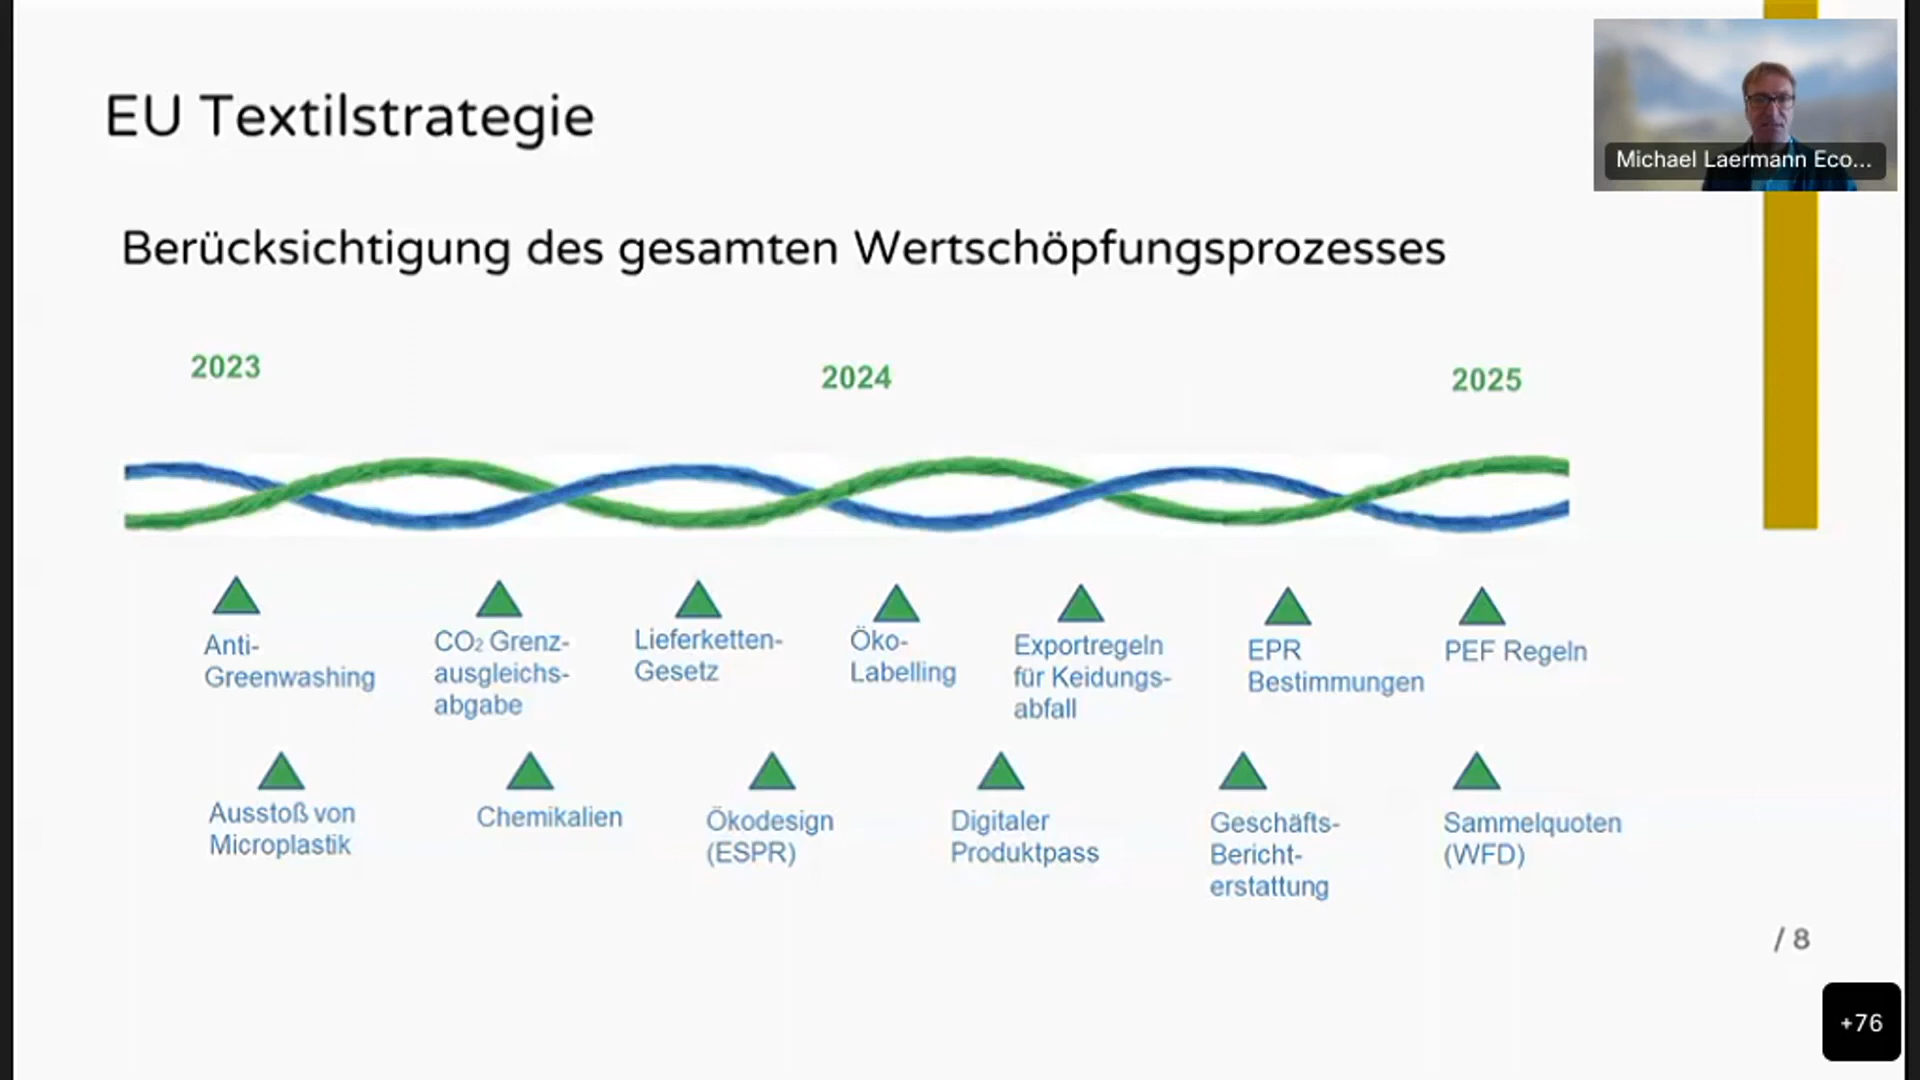 EU Textilstrategie
Michael Laermann Eco...
Berücksichtigung des gesamten Wertschöpfungsprozesses
2023
2024
2025
Anti-
Greenwashing
CO₂ Grenz-
ausgleichs-
abgabe
Lieferketten-
Gesetz
Öko-
Labelling
Exportregeln
für Keidungs-
abfall
EPR
Bestimmungen
PEF Regeln
Ausstoß von
Microplastik
Chemikalien
Ökodesign
(ESPR)
Digitaler
Produktpass
Geschäfts-
Bericht-
erstattung
Sammelquoten
(WFD)
/ 8
+76